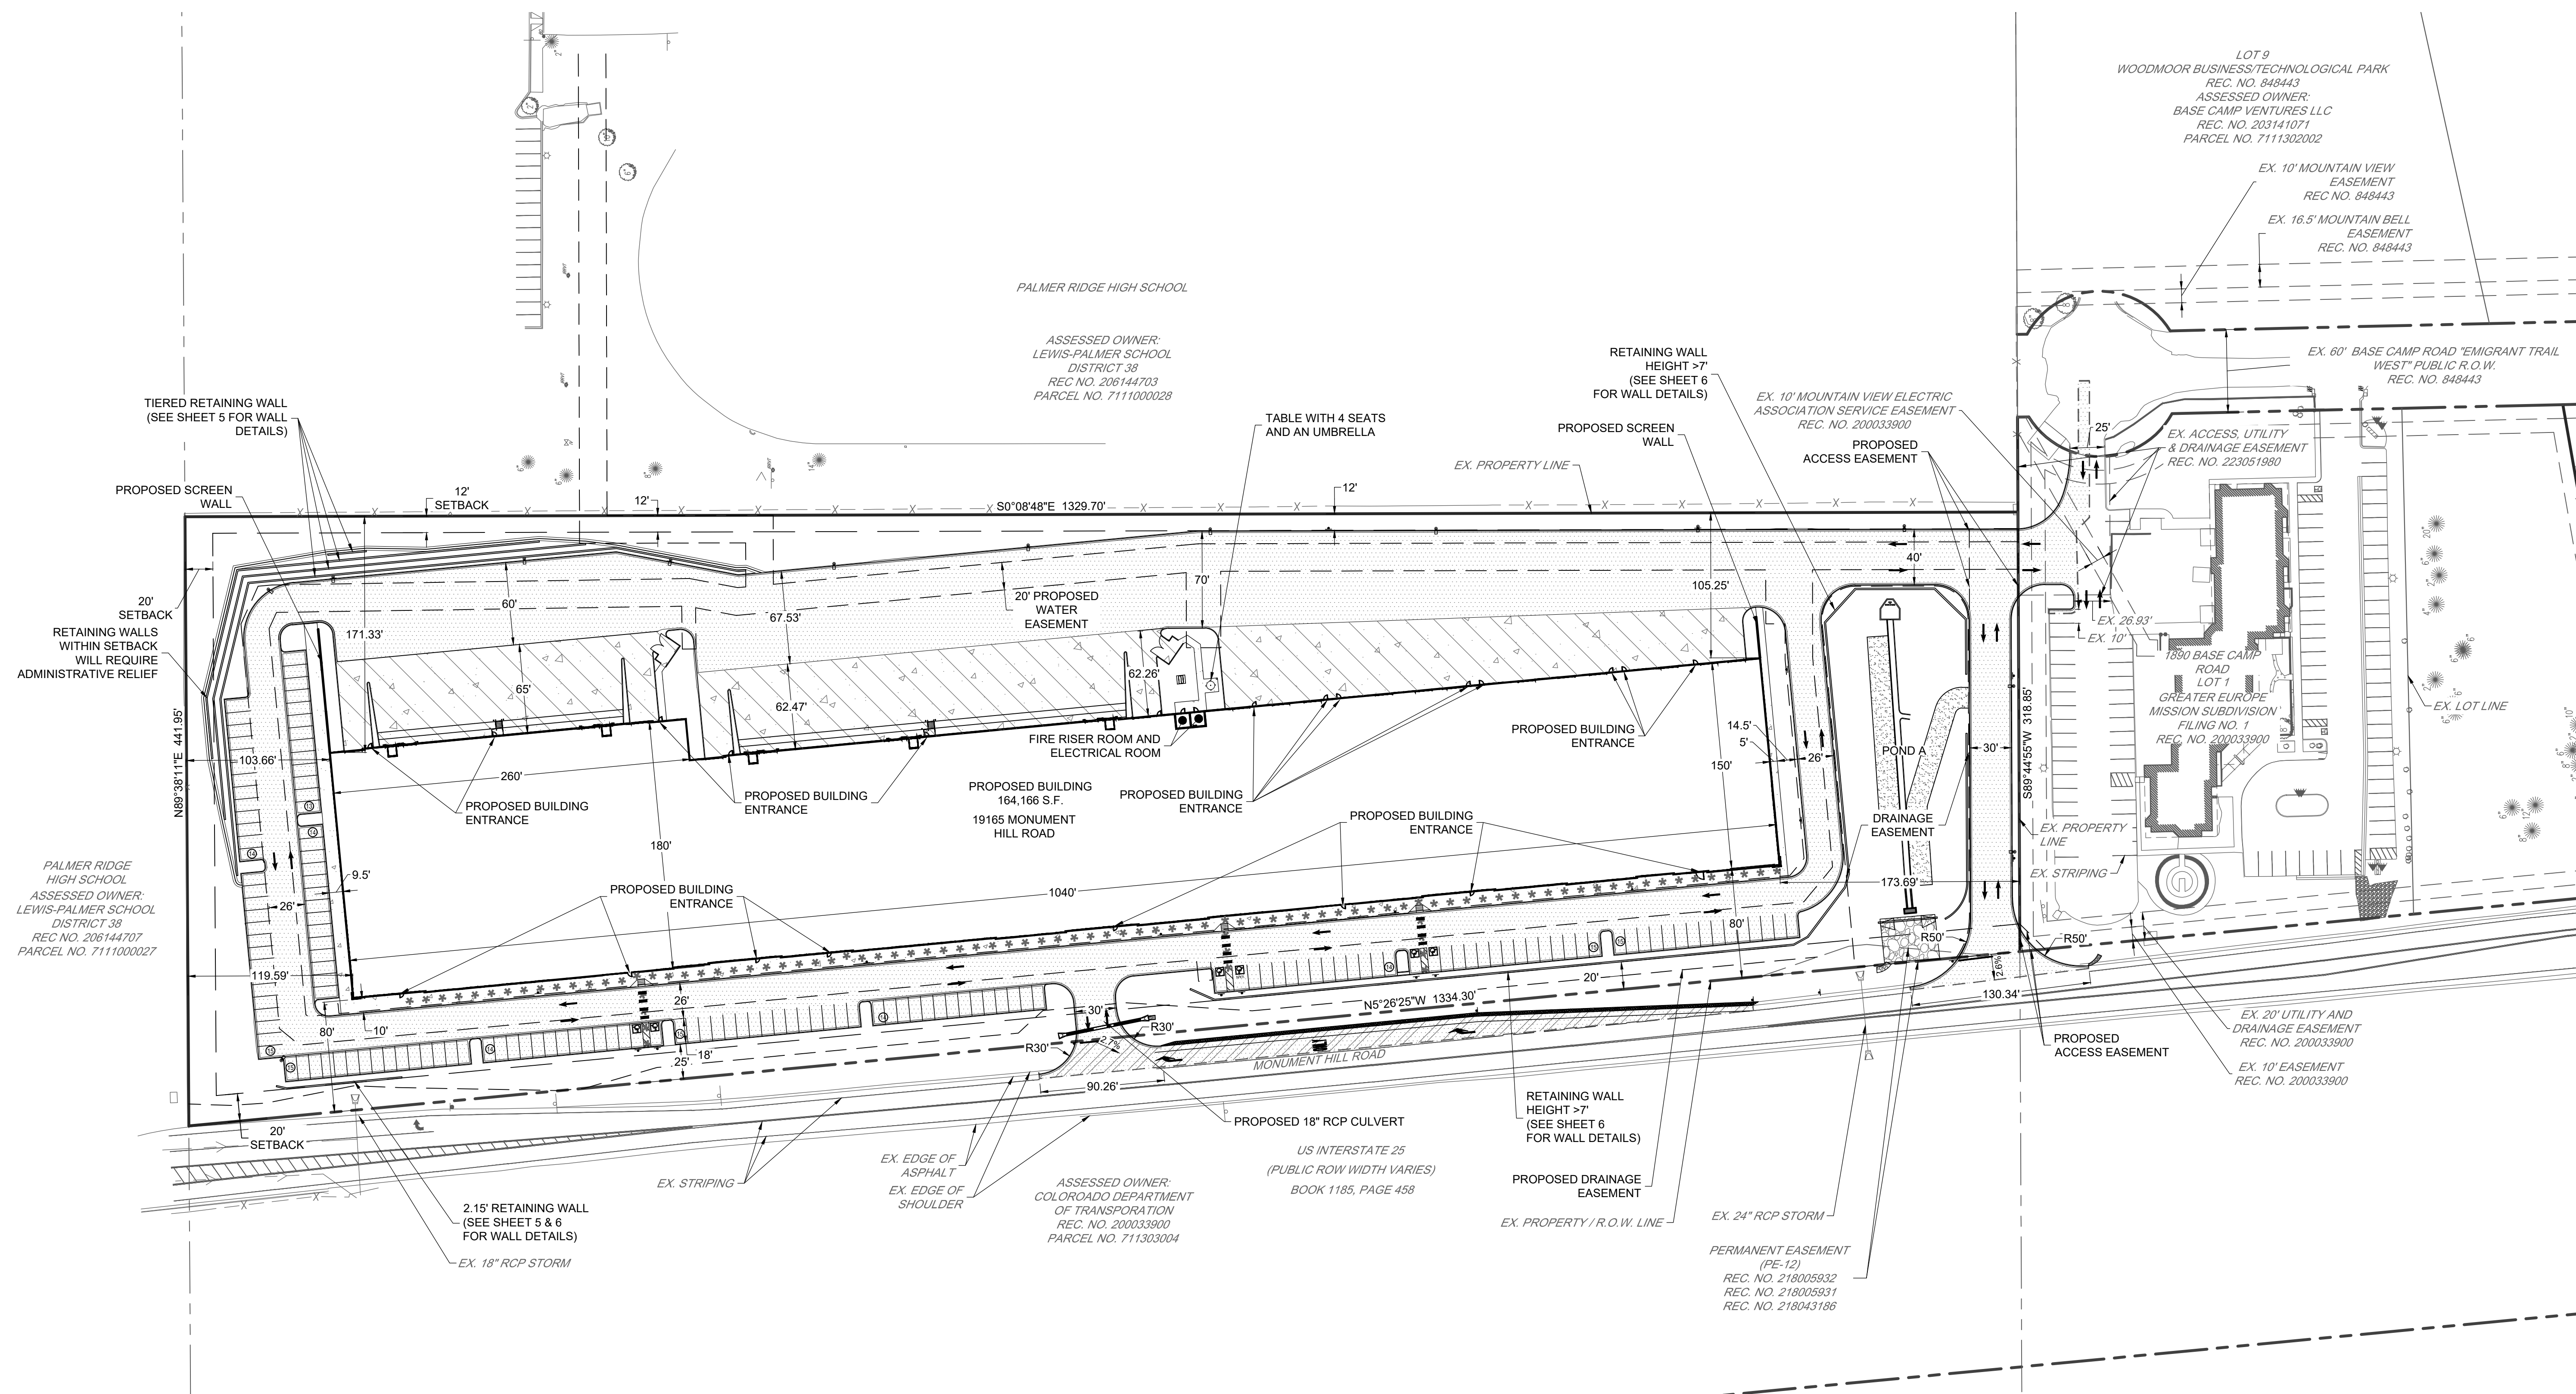 LOT 9
WOODMOOR BUSINESS/TECHNOLOGICAL PARK
REC. NO. 848443
ASSESSED OWNER:
BASE CAMP VENTURES LLC
REC. NO. 203141071
PARCEL NO. 7111302002
EX. 10' MOUNTAIN VIEW
EASEMENT
REC NO. 848443
EX. 16.5' MOUNTAIN BELL
EASEMENT
REC. NO. 848443
PALMER RIDGE HIGH SCHOOL
ASSESSED OWNER:
LEWIS-PALMER SCHOOL
DISTRICT 38
REC NO. 206144703
PARCEL NO. 7111000028
EX. 60' BASE CAMP ROAD "EMIGRANT TRAIL
WEST" PUBLIC R.O.W.
REC. NO. 848443
RETAINING WALL
HEIGHT >7'
(SEE SHEET 6
FOR WALL DETAILS)
EX. 10' MOUNTAIN VIEW ELECTRIC
ASSOCIATION SERVICE EASEMENT
REC. NO. 200033900
TIERED RETAINING WALL
(SEE SHEET 5 FOR WALL
DETAILS)
TABLE WITH 4 SEATS
AND AN UMBRELLA
PROPOSED SCREEN
WALL
PROPOSED
ACCESS EASEMENT
25'
EX. ACCESS, UTILITY
& DRAINAGE EASEMENT
REC. NO. 223051980
EX. PROPERTY LINE
PROPOSED SCREEN
WALL
12'
SETBACK
12'
12'
S0°08'48"E 1329.70'
20'
SETBACK
RETAINING WALLS
WITHIN SETBACK
WILL REQUIRE
ADMINISTRATIVE RELIEF
60'
67.53'
20' PROPOSED
WATER
EASEMENT
70'
105.25'
40'
171.33'
65'
62.47'
62.26'
EX. 26.93'
EX. 10'
1890 BASE CAMP
ROAD
LOT 1
GREATER EUROPE
MISSION SUBDIVISION
FILING NO. 1
REC. NO. 200033900
EX. LOT LINE
N89°38'11"E 441.95'
103.66'
260'
FIRE RISER ROOM AND
ELECTRICAL ROOM
PROPOSED BUILDING
ENTRANCE
14.5'
5'
150'
26'
POND A
30'
S89°44'55"W 318.85'
PROPOSED BUILDING
ENTRANCE
PROPOSED BUILDING
ENTRANCE
PROPOSED BUILDING
164,166 S.F.
19165 MONUMENT
HILL ROAD
PROPOSED BUILDING
ENTRANCE
PROPOSED BUILDING
ENTRANCE
DRAINAGE
EASEMENT
EX. PROPERTY
LINE
EX. STRIPING
180'
9.5'
26'
PROPOSED BUILDING
ENTRANCE
1040'
173.69'
PALMER RIDGE
HIGH SCHOOL
ASSESSED OWNER:
LEWIS-PALMER SCHOOL
DISTRICT 38
REC NO. 206144707
PARCEL NO. 7111000027
119.59'
80'
10'
26'
18'
25'
80'
20'
30'
R30'
R30'
2.7%
90.26'
N5°26'25"W 1334.30'
MONUMENT HILL ROAD
R50'
R50'
2.6%
130.34'
EX. 20' UTILITY AND
DRAINAGE EASEMENT
REC. NO. 200033900
EX. 10' EASEMENT
REC. NO. 200033900
PROPOSED
ACCESS EASEMENT
20'
SETBACK
PROPOSED 18" RCP CULVERT
RETAINING WALL
HEIGHT >7'
(SEE SHEET 6
FOR WALL DETAILS)
US INTERSTATE 25
(PUBLIC ROW WIDTH VARIES)
BOOK 1185, PAGE 458
EX. EDGE OF
ASPHALT
EX. EDGE OF
SHOULDER
EX. STRIPING
ASSESSED OWNER:
COLOROADO DEPARTMENT
OF TRANSPORATION
REC. NO. 200033900
PARCEL NO. 711303004
PROPOSED DRAINAGE
EASEMENT
EX. PROPERTY / R.O.W. LINE
EX. 24" RCP STORM
2.15' RETAINING WALL
(SEE SHEET 5 & 6
FOR WALL DETAILS)
EX. 18" RCP STORM
PERMANENT EASEMENT
(PE-12)
REC. NO. 218005932
REC. NO. 218005931
REC. NO. 218043186